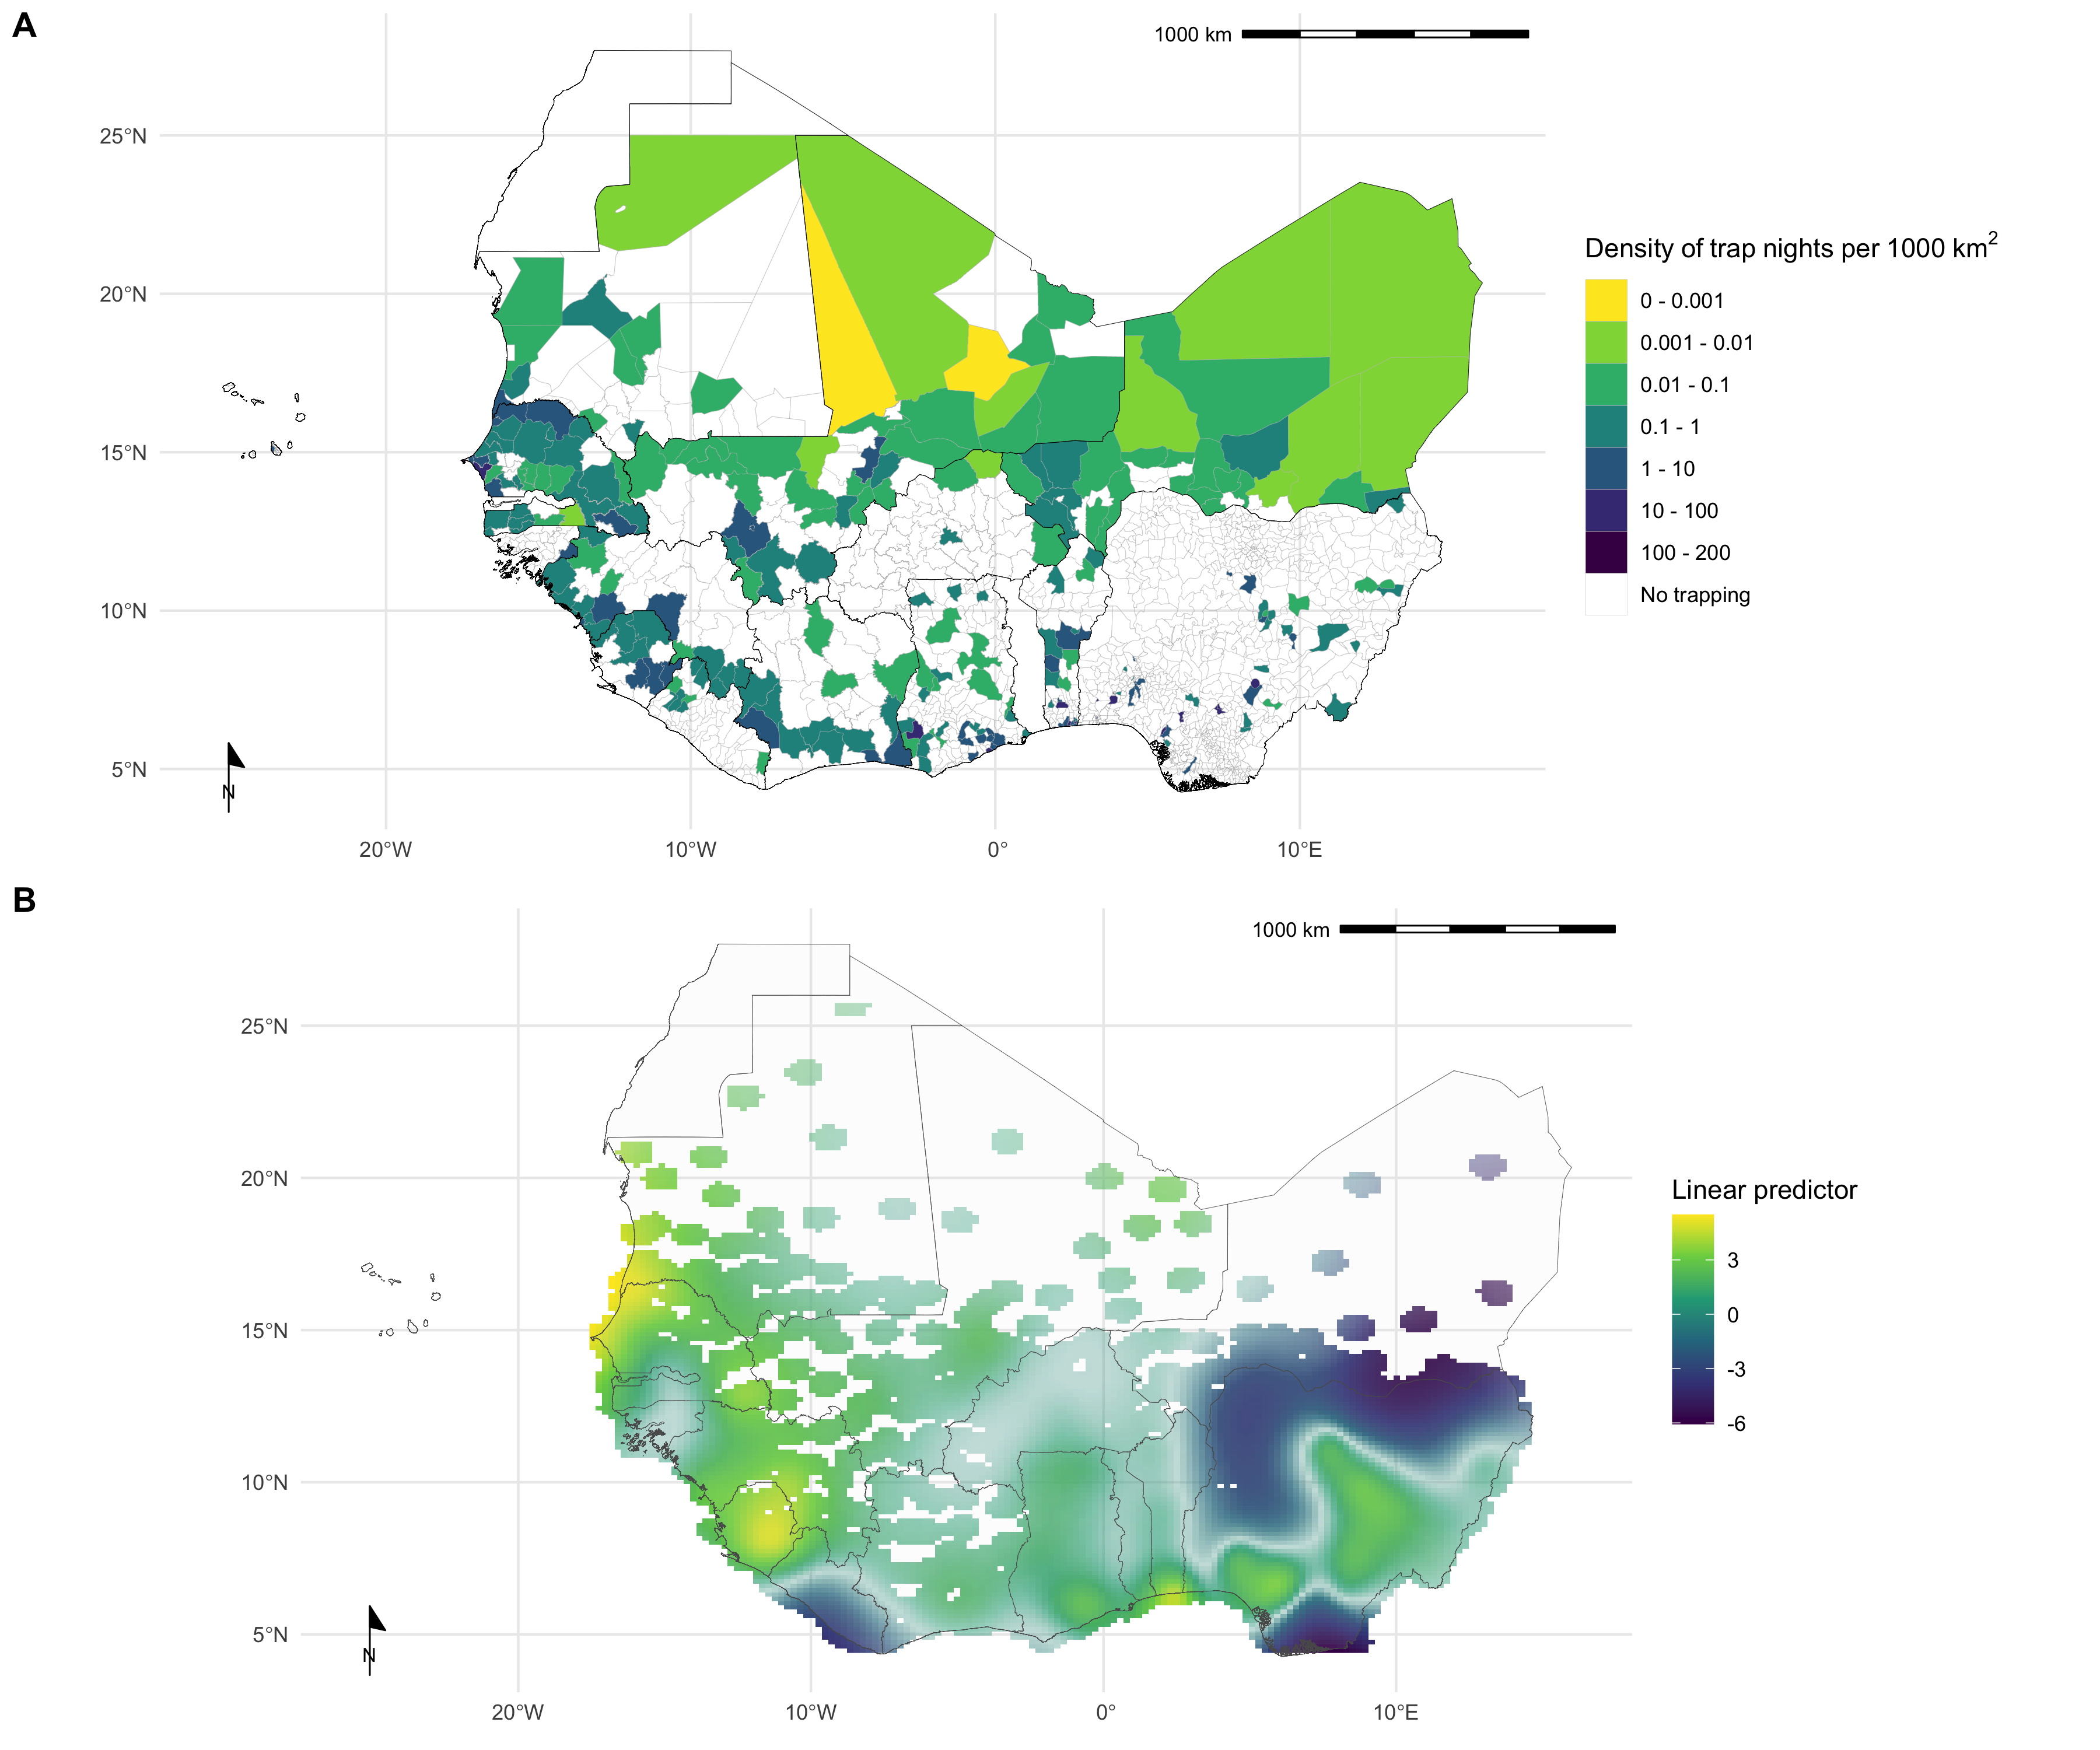 A
1000 km
25°N
20°N
15°N
10°N
5°N
N
20°W
10°W
0°
10°E
Density of trap nights per 1000 km²
0 - 0.001
0.001 - 0.01
0.01 - 0.1
0.1 - 1
1 - 10
10 - 100
100 - 200
No trapping
B
1000 km
25°N
20°N
15°N
10°N
5°N
N
20°W
10°W
0°
10°E
Linear predictor
3
0
-3
-6